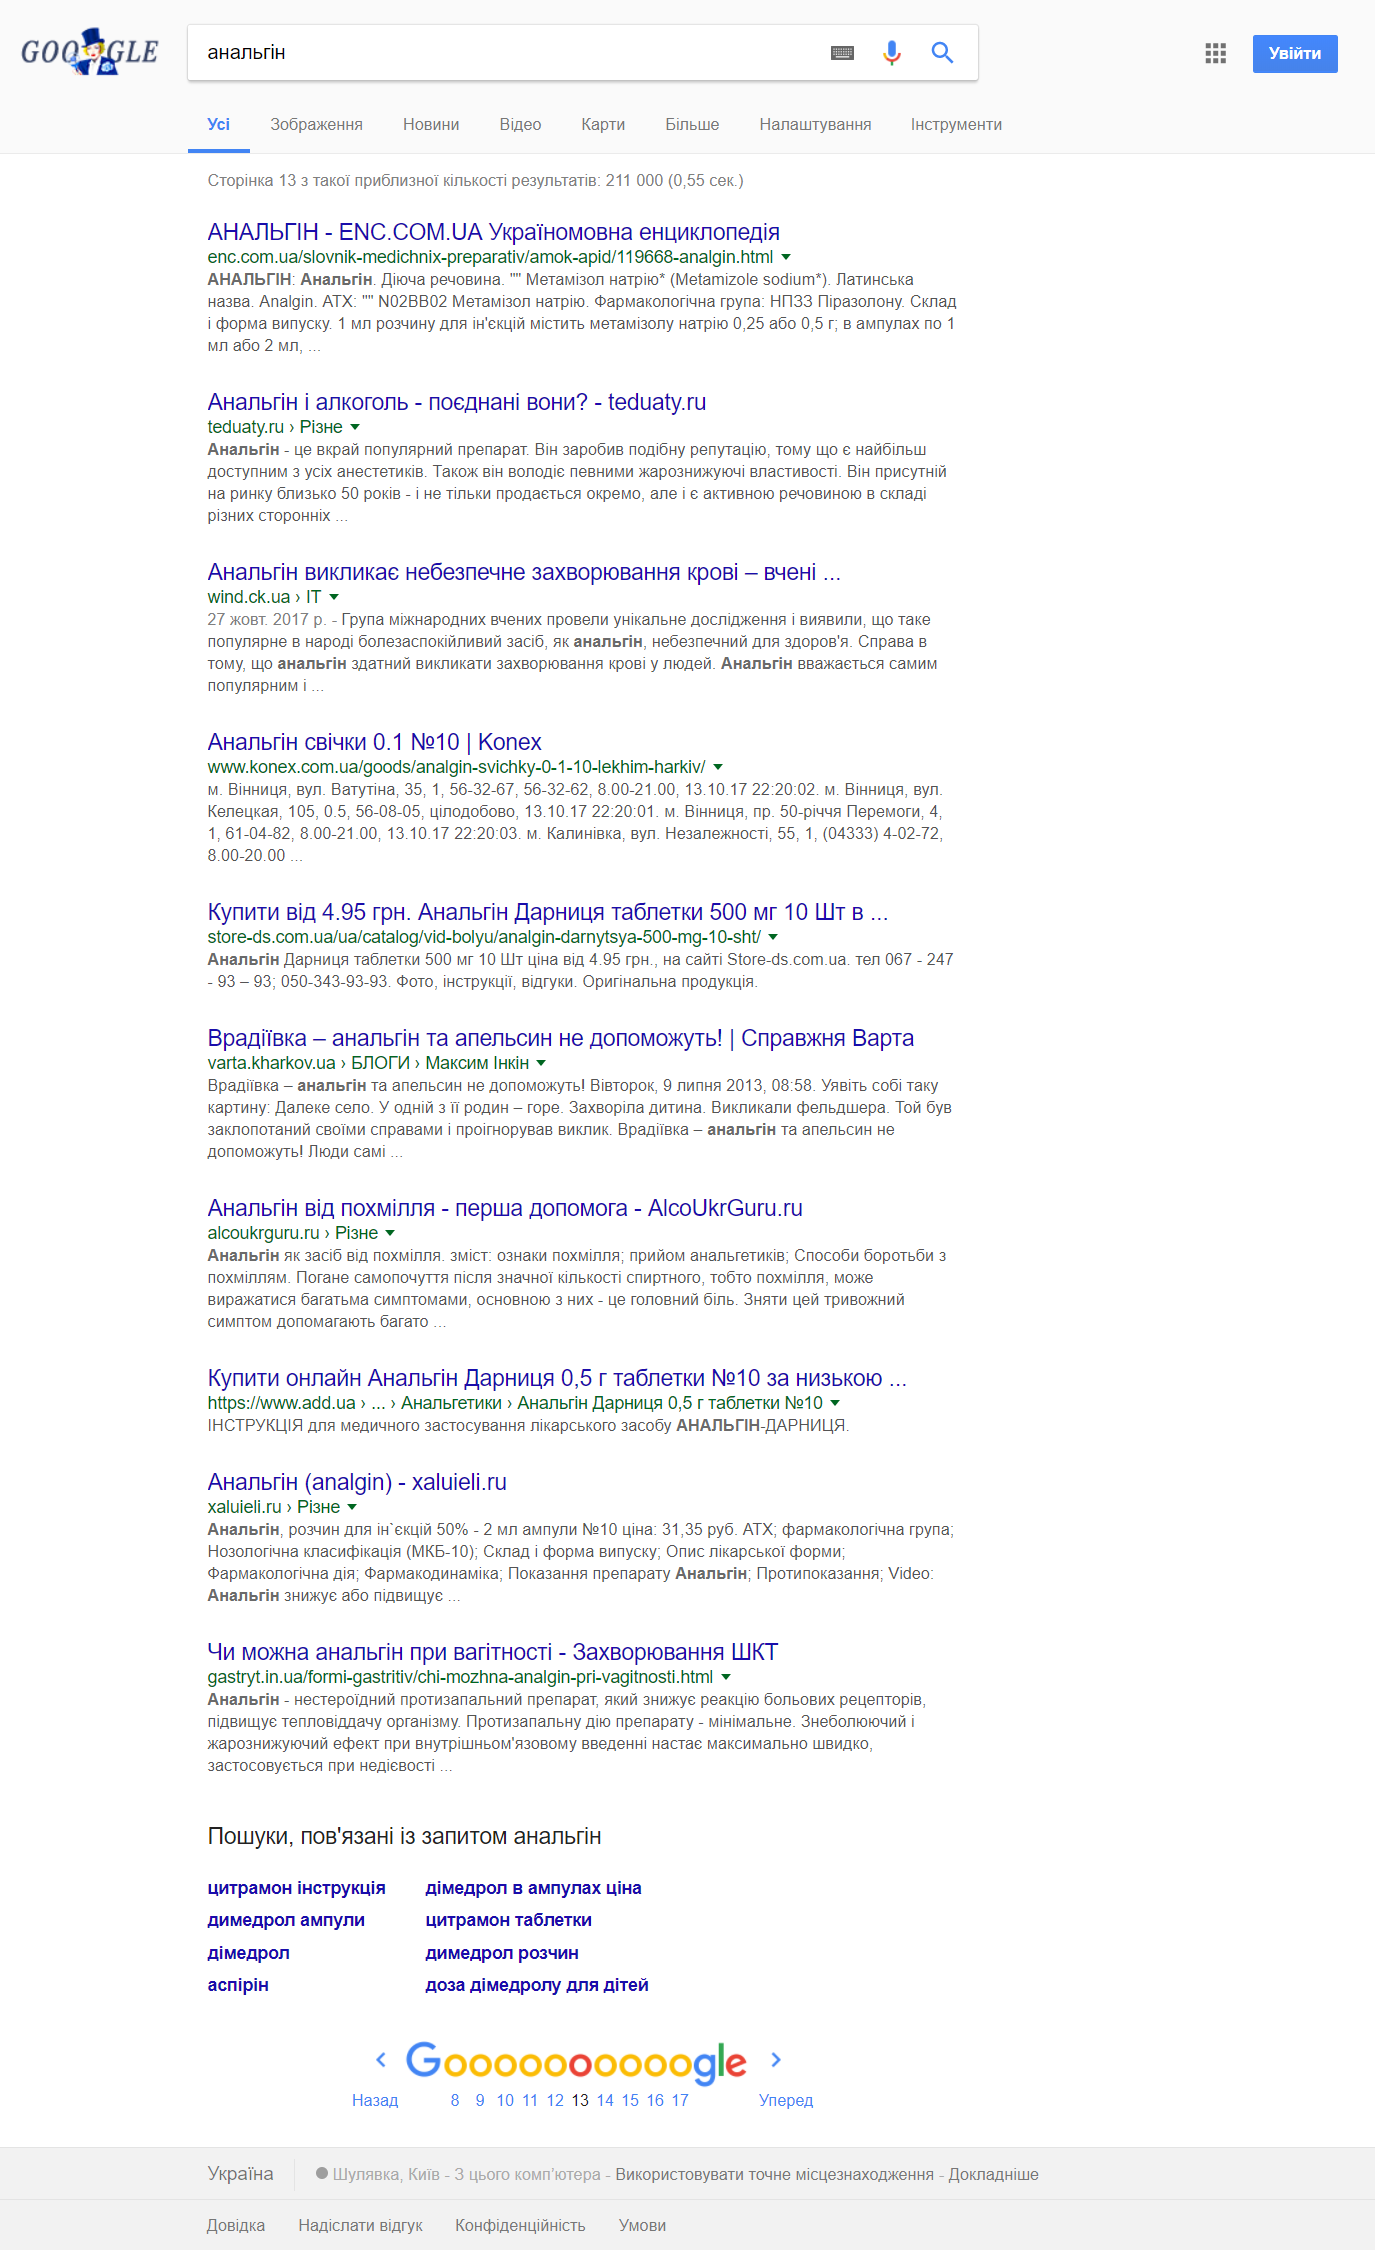 GOOGLE
анальгін
Увійти
Усі Зображення Новини Відео Карти Більше Налаштування Інструменти
Сторінка 13 з такої приблизної кількості результатів: 211 000 (0,55 сек.)
АНАЛЬГІН - ENC.COM.UA Україномовна енциклопедія
enc.com.ua/slovnik-medichnix-preparativ/amok-apid/119668-analgin.html
АНАЛЬГІН: Анальгін. Діюча речовина. "" Метамізол натрію* (Metamizole sodium*). Латинська
назва. Analgin. АТХ: "" N02BB02 Метамізол натрію. Фармакологічна група: НПЗЗ Піразолону. Склад
і форма випуску. 1 мл розчину для ін'єкцій містить метамізолу натрію 0,25 або 0,5 г; в ампулах по 1
мл або 2 мл, ...
Анальгін і алкоголь - поєднані вони? - teduaty.ru
teduaty.ru › Різне
Анальгін - це вкрай популярний препарат. Він заробив подібну репутацію, тому що є найбільш
доступним з усіх анестетиків. Також він володіє певними жарознижуючі властивості. Він присутній
на ринку близько 50 років - і не тільки продається окремо, але і є активною речовиною в складі
різних сторонніх ...
Анальгін викликає небезпечне захворювання крові – вчені ...
wind.ck.ua › IT
27 жовт. 2017 р. - Група міжнародних вчених провели унікальне дослідження і виявили, що таке
популярне в народі болезаспокійливий засіб, як анальгін, небезпечний для здоров'я. Справа в
тому, що анальгін здатний викликати захворювання крові у людей. Анальгін вважається самим
популярним і ...
Анальгін свічки 0.1 №10 | Konex
www.konex.com.ua/goods/analgin-svichky-0-1-10-lekhim-harkiv/
м. Вінниця, вул. Ватутіна, 35, 1, 56-32-67, 56-32-62, 8.00-21.00, 13.10.17 22:20:02. м. Вінниця, вул.
Келецкая, 105, 0.5, 56-08-05, цілодобово, 13.10.17 22:20:01. м. Вінниця, пр. 50-річчя Перемоги, 4,
1, 61-04-82, 8.00-21.00, 13.10.17 22:20:03. м. Калинівка, вул. Незалежності, 55, 1, (04333) 4-02-72,
8.00-20.00 ...
Купити від 4.95 грн. Анальгін Дарниця таблетки 500 мг 10 Шт в ...
store-ds.com.ua/ua/catalog/vid-bolyu/analgin-darnytsya-500-mg-10-sht/
Анальгін Дарниця таблетки 500 мг 10 Шт ціна від 4.95 грн., на сайті Store-ds.com.ua. тел 067 - 247
- 93 – 93; 050-343-93-93. Фото, інструкції, відгуки. Оригінальна продукція.
Врадіївка – анальгін та апельсин не допоможуть! | Справжня Варта
varta.kharkov.ua › БЛОГИ › Максим Інкін
Врадіївка – анальгін та апельсин не допоможуть! Вівторок, 9 липня 2013, 08:58. Уявіть собі таку
картину: Далеке село. У одній з її родин – горе. Захворіла дитина. Викликали фельдшера. Той був
заклопотаний своїми справами і проігнорував виклик. Врадіївка – анальгін та апельсин не
допоможуть! Люди самі ...
Анальгін від похмілля - перша допомога - AlcoUkrGuru.ru
alcoukrguru.ru › Різне
Анальгін як засіб від похмілля. зміст: ознаки похмілля; прийом анальгетиків; Способи боротьби з
похміллям. Погане самопочуття після значної кількості спиртного, тобто похмілля, може
виражатися багатьма симптомами, основною з них - це головний біль. Зняти цей тривожний
симптом допомагають багато ...
Купити онлайн Анальгін Дарниця 0,5 г таблетки №10 за низькою ...
https://www.add.ua › ... › Анальгетики › Анальгін Дарниця 0,5 г таблетки №10
ІНСТРУКЦІЯ для медичного застосування лікарського засобу АНАЛЬГІН-ДАРНИЦЯ.
Анальгін (analgin) - xaluieli.ru
xaluieli.ru › Різне
Анальгін, розчин для ін`єкцій 50% - 2 мл ампули №10 ціна: 31,35 руб. АТХ; фармакологічна група;
Нозологічна класифікація (МКБ-10); Склад і форма випуску; Опис лікарської форми;
Фармакологічна дія; Фармакодинаміка; Показання препарату Анальгін; Протипоказання; Video:
Анальгін знижує або підвищує ...
Чи можна анальгін при вагітності - Захворювання ШКТ
gastryt.in.ua/formi-gastritiv/chi-mozhna-analgin-pri-vagitnosti.html
Анальгін - нестероїдний протизапальний препарат, який знижує реакцію больових рецепторів,
підвищує тепловіддачу організму. Протизапальну дію препарату - мінімальне. Знеболюючий і
жарознижуючий ефект при внутрішньом'язовому введенні настає максимально швидко,
застосовується при недієвості ...
Пошуки, пов'язані із запитом анальгін
цитрамон інструкція дімедрол в ампулах ціна
димедрол ампули цитрамон таблетки
дімедрол димедрол розчин
аспірін доза дімедролу для дітей
Goooooooooogle
Назад 8 9 10 11 12 13 14 15 16 17 Уперед
Україна Шулявка, Київ - З цього комп'ютера - Використовувати точне місцезнаходження - Докладніше
Довідка Надіслати відгук Конфіденційність Умови